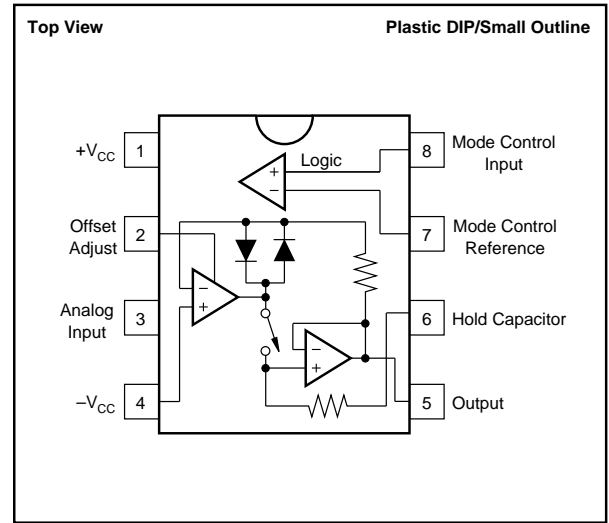 Top View
Plastic DIP/Small Outline
+VCC 1
8 Mode Control
Input
Logic
+
−
Offset
Adjust 2
7 Mode Control
Reference
−
+
Analog
Input 3
6 Hold Capacitor
−
+
–VCC 4
5 Output